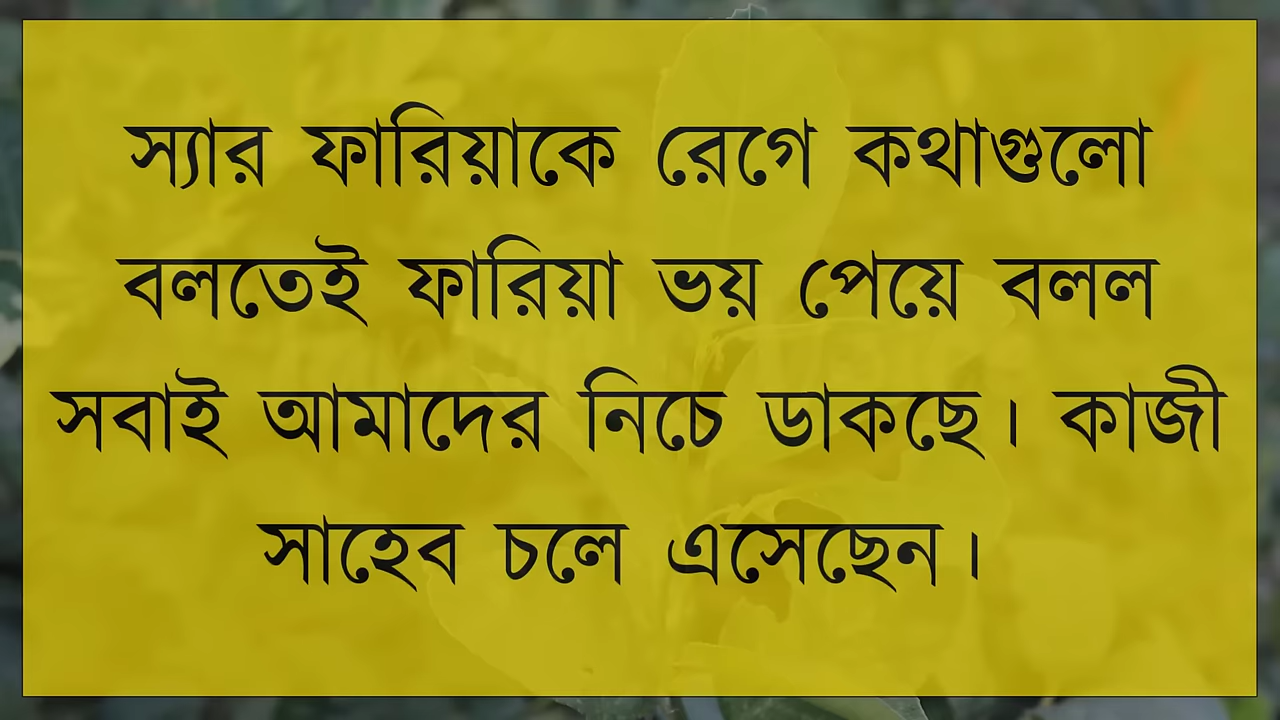 স্যার ফারিয়াকে রেগে কথাগুলো
বলতেই ফারিয়া ভয় পেয়ে বলল
সবাই আমাদের নিচে ডাকছে। কাজী
সাহেব চলে এসেছেন।